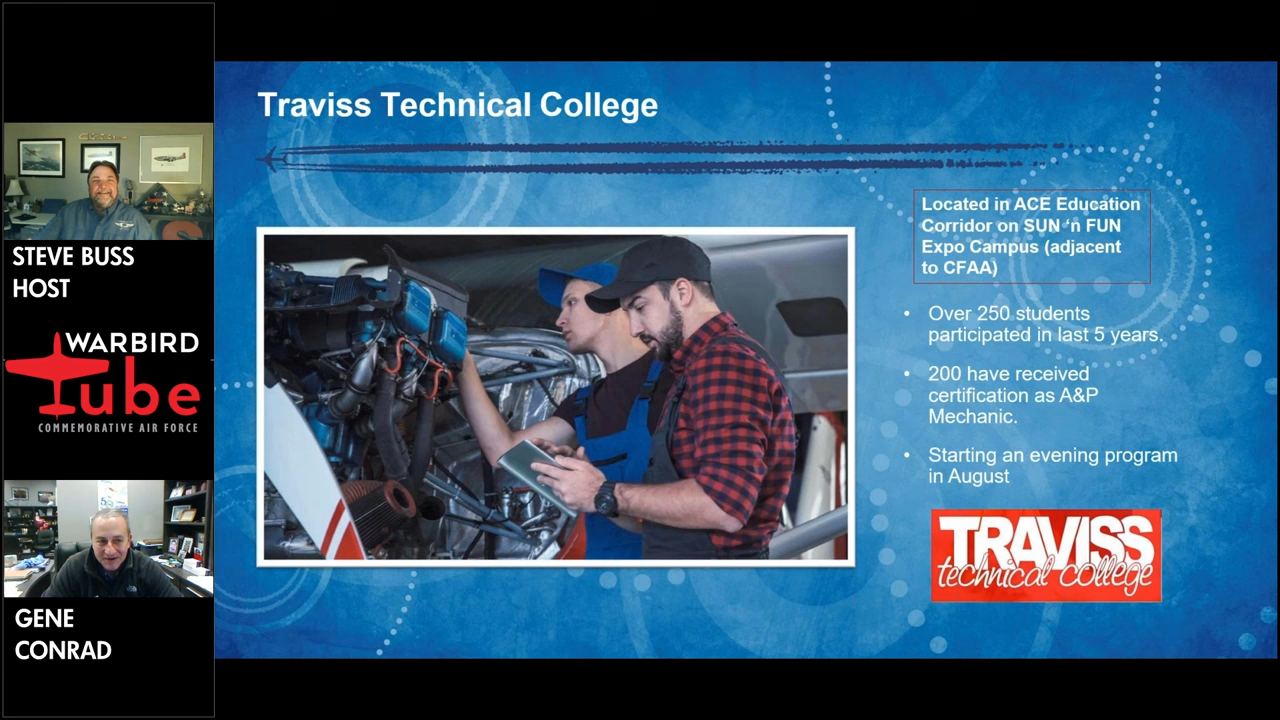 Traviss Technical College
Located in ACE Education
Corridor on SUN ‘n FUN
Expo Campus (adjacent
to CFAA)
• Over 250 students
participated in last 5 years.
• 200 have received
certification as A&P
Mechanic.
• Starting an evening program
in August
TRAVISS
technical college
STEVE BUSS
HOST
WARBIRD
Tube
COMMEMORATIVE AIR FORCE
GENE
CONRAD